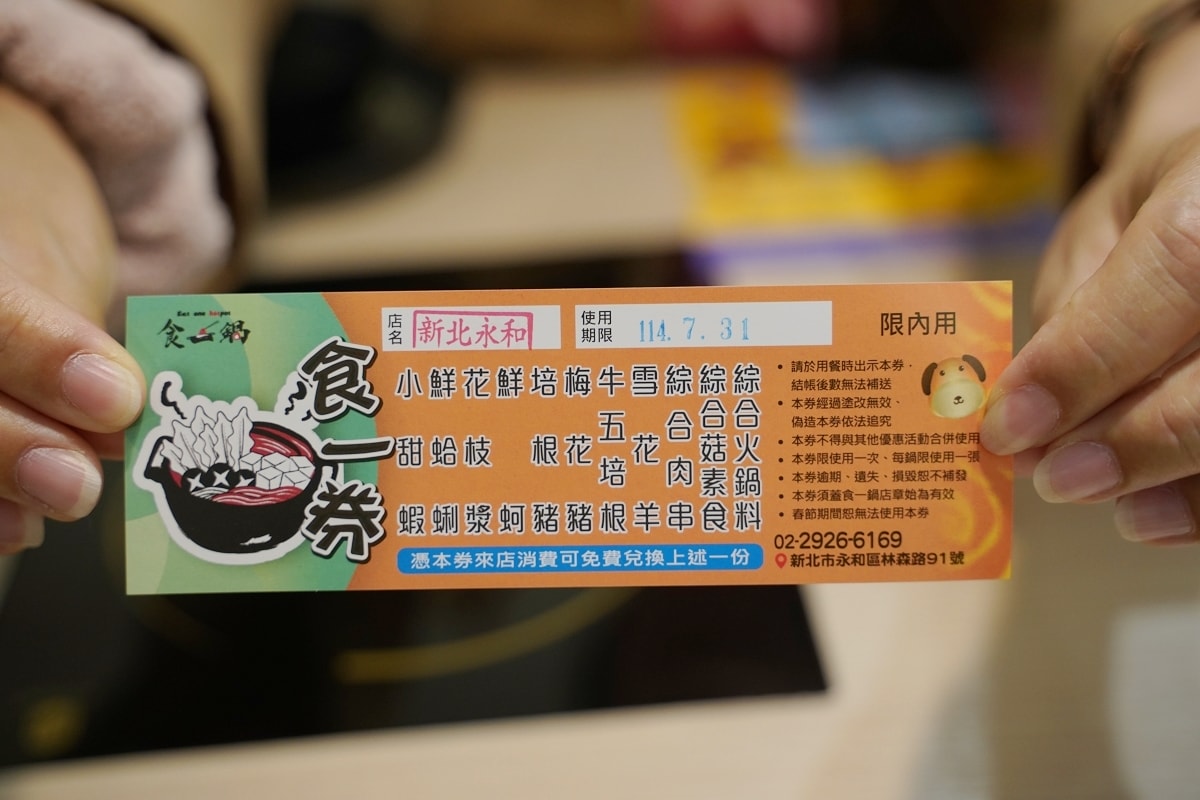 East one hotpot
食一鍋
食一券
店名
新北永和
使用期限
114.7.31
限內用
小甜蝦
鮮蛤蜊
花枝漿
鮮蚵
培根豬
梅花豬
牛五培根
雪花羊
綜合肉串
綜合菇素食
綜合火鍋料
憑本券來店消費可免費兌換上述一份
• 請於用餐時出示本券,
結帳後數無法補送
• 本券經過塗改無效、
偽造本券依法追究
• 本券不得與其他優惠活動合併使用
• 本券限使用一次、每鍋限使用一張
• 本券逾期、遺失、損毀恕不補發
• 本券須蓋食一鍋店章始為有效
• 春節期間恕無法使用本券
02-2926-6169
新北市永和區林森路91號